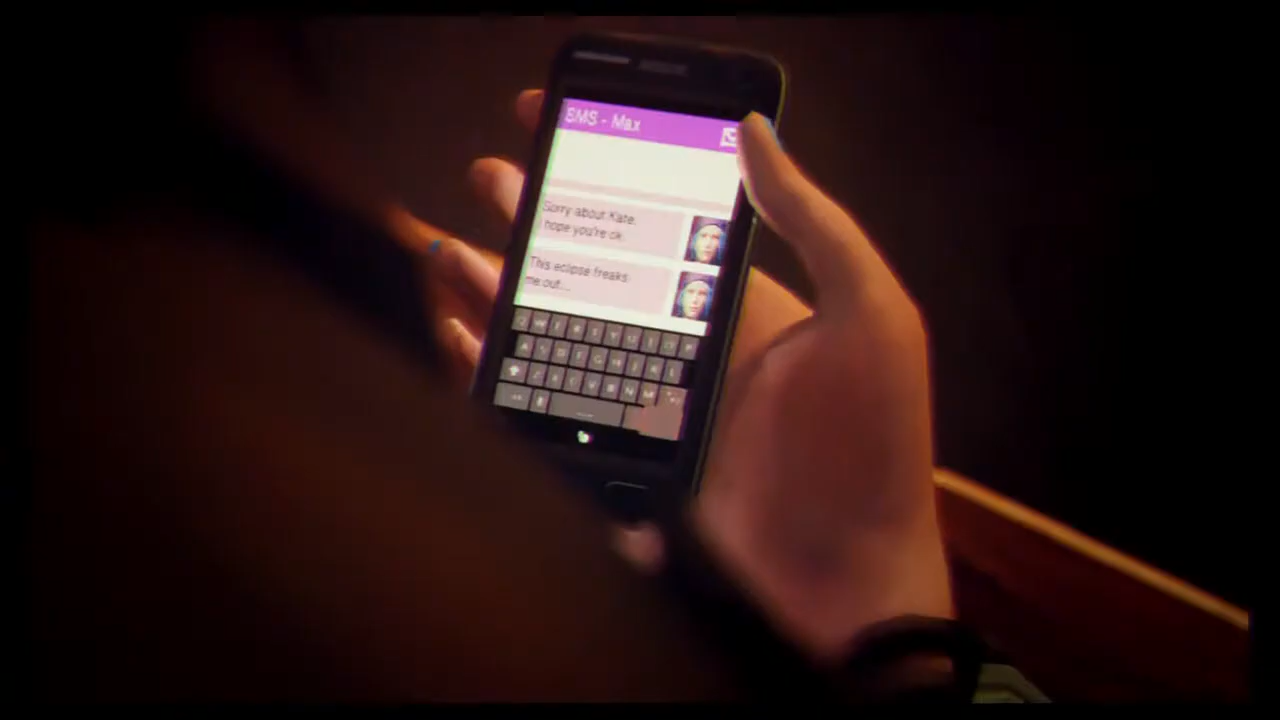 SMS - Max
Sorry about Kate.
hope you're ok.
This eclipse freaks
me out...